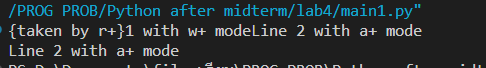 /PROG PROB/Python after midterm/lab4/main1.py"
{taken by r+}1 with w+ modeLine 2 with a+ mode
Line 2 with a+ mode